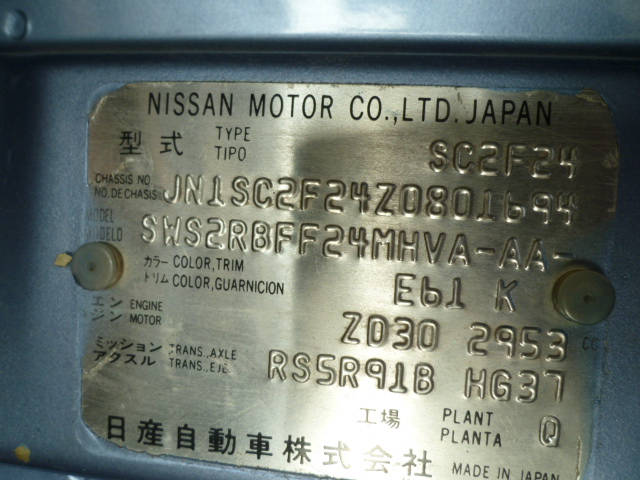 NISSAN MOTOR CO., LTD. JAPAN
型式 TYPE TIPO SC2F24
CHASSIS NO NO. DE CHASIS JN1SC2F24Z0801694
MODEL MODELO SWS2RBFF24MHVA-AA-
カラー COLOR, TRIM
トリム COLOR, GUARNICION E61 K
エンジン ENGINE MOTOR ZD30 2953 CC
ミッション TRANS., AXLE
アクスル TRANS., EJE RS5R91B HG37
工場 PLANT PLANTA Q
日産自動車株式会社 MADE IN JAPAN